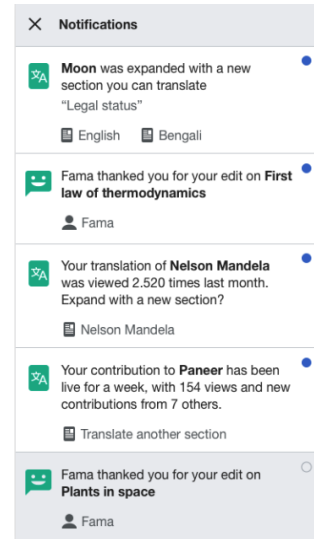 Notifications
Moon was expanded with a new
section you can translate
“Legal status”
English Bengali
Fama thanked you for your edit on First
law of thermodynamics
Fama
Your translation of Nelson Mandela
was viewed 2.520 times last month.
Expand with a new section?
Nelson Mandela
Your contribution to Paneer has been
live for a week, with 154 views and new
contributions from 7 others.
Translate another section
Fama thanked you for your edit on
Plants in space
Fama